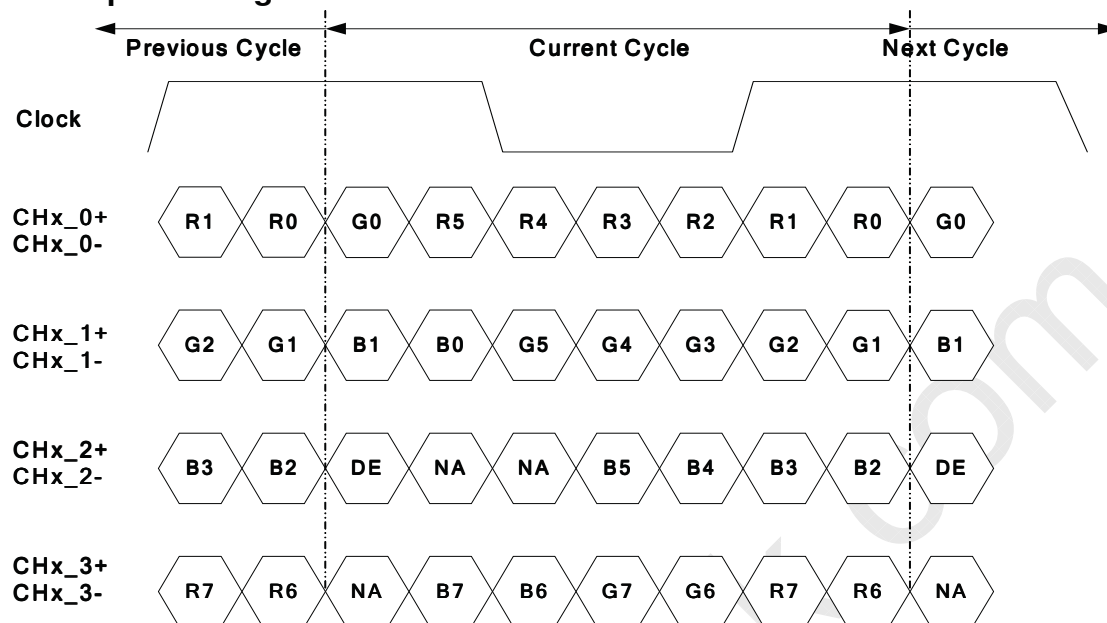 Previous Cycle Current Cycle Next Cycle
Clock
CHx_0+
CHx_0-
R1 R0 G0 R5 R4 R3 R2 R1 R0 G0
CHx_1+
CHx_1-
G2 G1 B1 B0 G5 G4 G3 G2 G1 B1
CHx_2+
CHx_2-
B3 B2 DE NA NA B5 B4 B3 B2 DE
CHx_3+
CHx_3-
R7 R6 NA B7 B6 G7 G6 R7 R6 NA